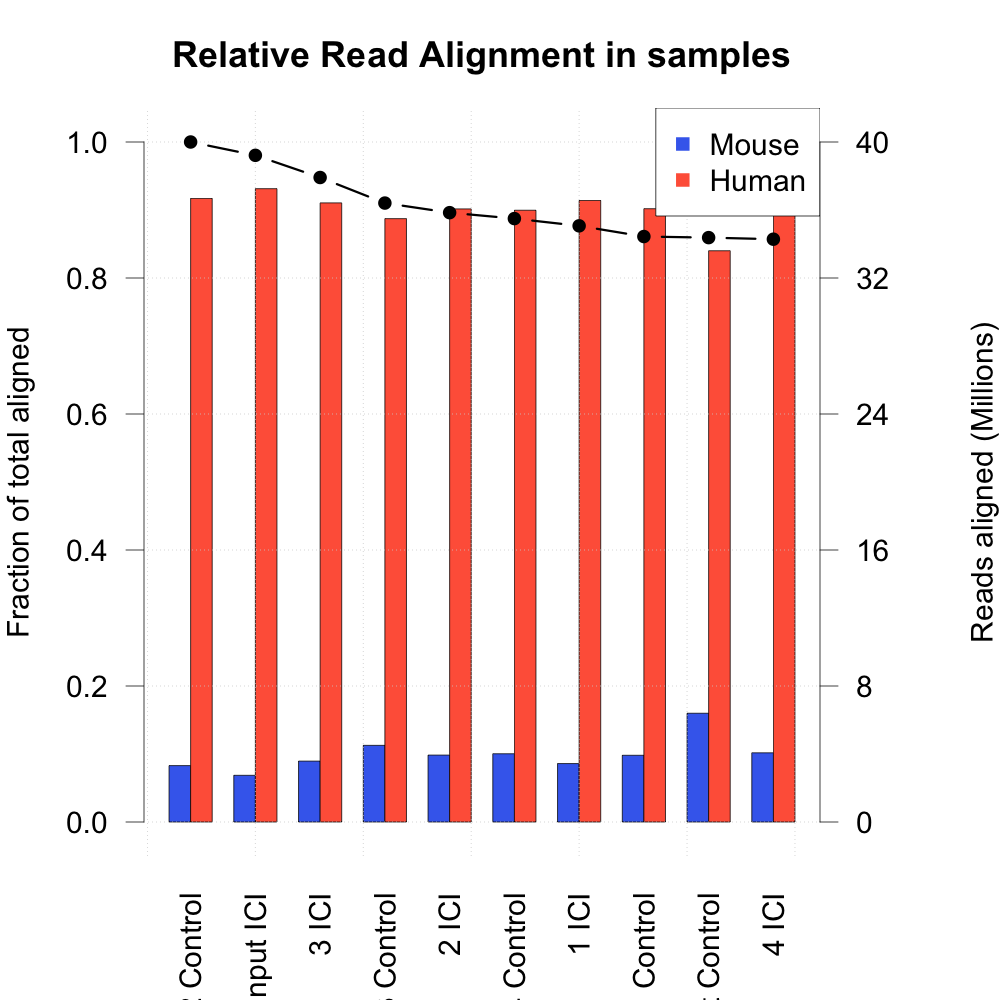 Relative Read Alignment in samples
Mouse
Human
1.0
0.8
0.6
0.4
0.2
0.0
Fraction of total aligned
40
32
24
16
8
0
Reads aligned (Millions)
Control
nput ICI
3 ICI
Control
2 ICI
Control
1 ICI
Control
Control
4 ICI